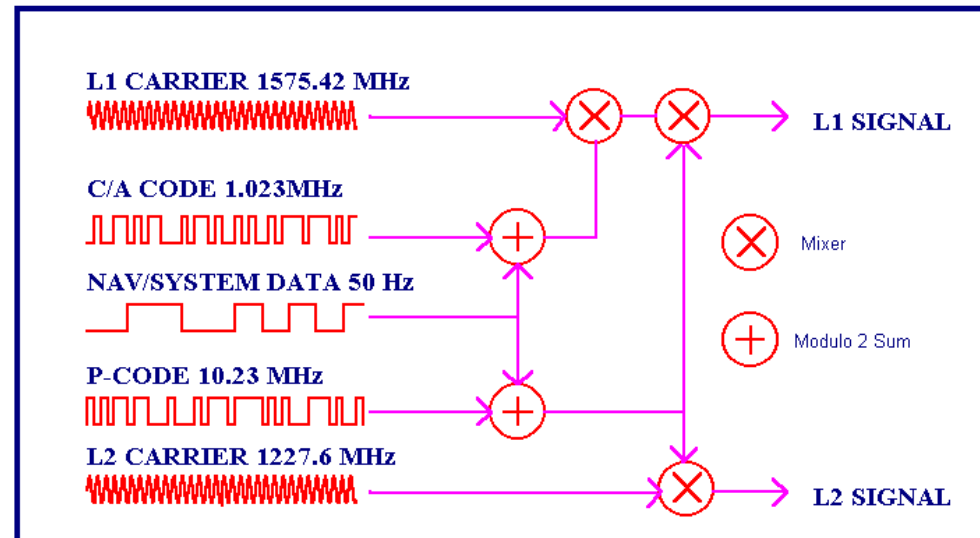 L1 CARRIER 1575.42 MHz
L1 SIGNAL
C/A CODE 1.023MHz
Mixer
NAV/SYSTEM DATA 50 Hz
Modulo 2 Sum
P-CODE 10.23 MHz
L2 CARRIER 1227.6 MHz
L2 SIGNAL